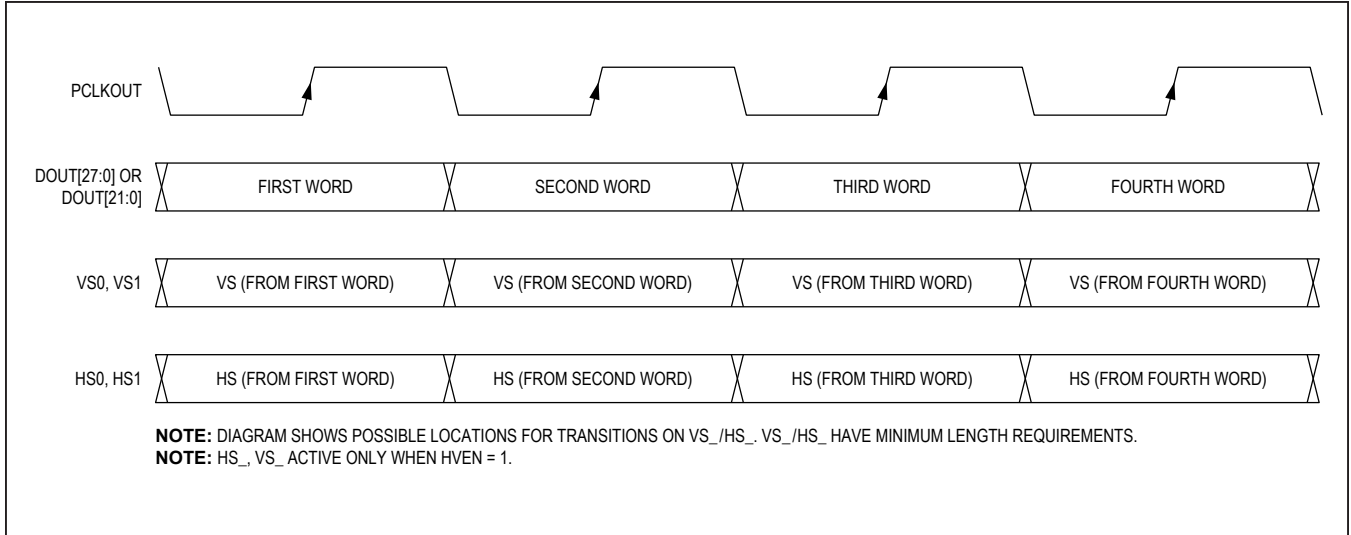 PCLKOUT
DOUT[27:0] OR
DOUT[21:0]
FIRST WORD
SECOND WORD
THIRD WORD
FOURTH WORD
VS0, VS1
VS (FROM FIRST WORD)
VS (FROM SECOND WORD)
VS (FROM THIRD WORD)
VS (FROM FOURTH WORD)
HS0, HS1
HS (FROM FIRST WORD)
HS (FROM SECOND WORD)
HS (FROM THIRD WORD)
HS (FROM FOURTH WORD)
NOTE: DIAGRAM SHOWS POSSIBLE LOCATIONS FOR TRANSITIONS ON VS_/HS_. VS_/HS_ HAVE MINIMUM LENGTH REQUIREMENTS.
NOTE: HS_, VS_ ACTIVE ONLY WHEN HVEN = 1.